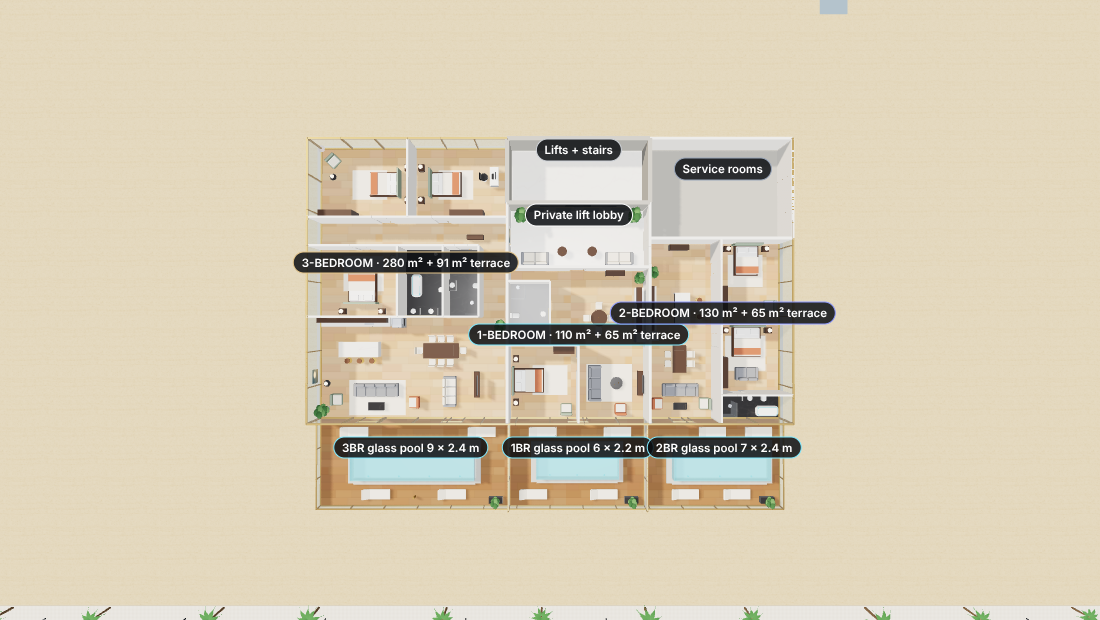 Lifts + stairs
Service rooms
Private lift lobby
3-BEDROOM · 280 m² + 91 m² terrace
2-BEDROOM · 130 m² + 65 m² terrace
1-BEDROOM · 110 m² + 65 m² terrace
3BR glass pool 9 × 2.4 m
1BR glass pool 6 × 2.2 m
2BR glass pool 7 × 2.4 m